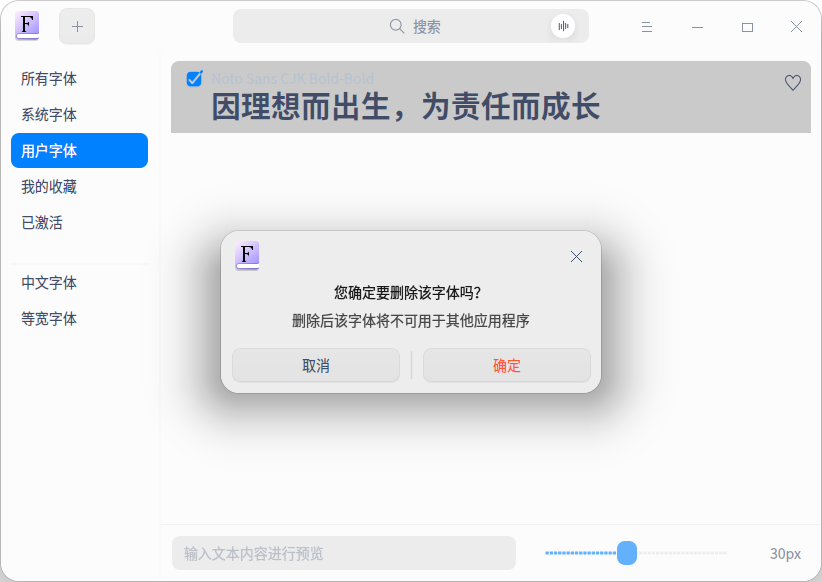 F
搜索
所有字体
系统字体
用户字体
我的收藏
已激活
中文字体
等宽字体
Noto Sans CJK Bold-Bold
因理想而出生，为责任而成长
F
您确定要删除该字体吗？
删除后该字体将不可用于其他应用程序
取消
确定
输入文本内容进行预览
30px